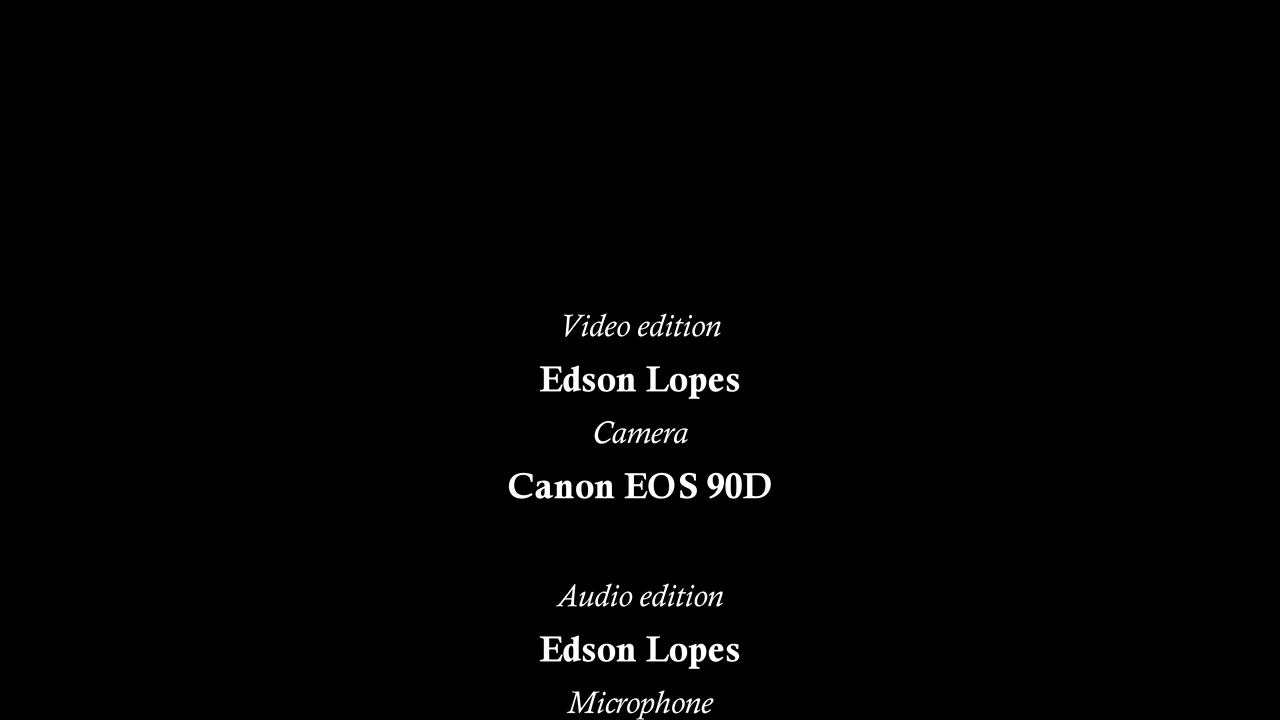 Video edition
Edson Lopes
Camera
Canon EOS 90D
Audio edition
Edson Lopes
Microphone